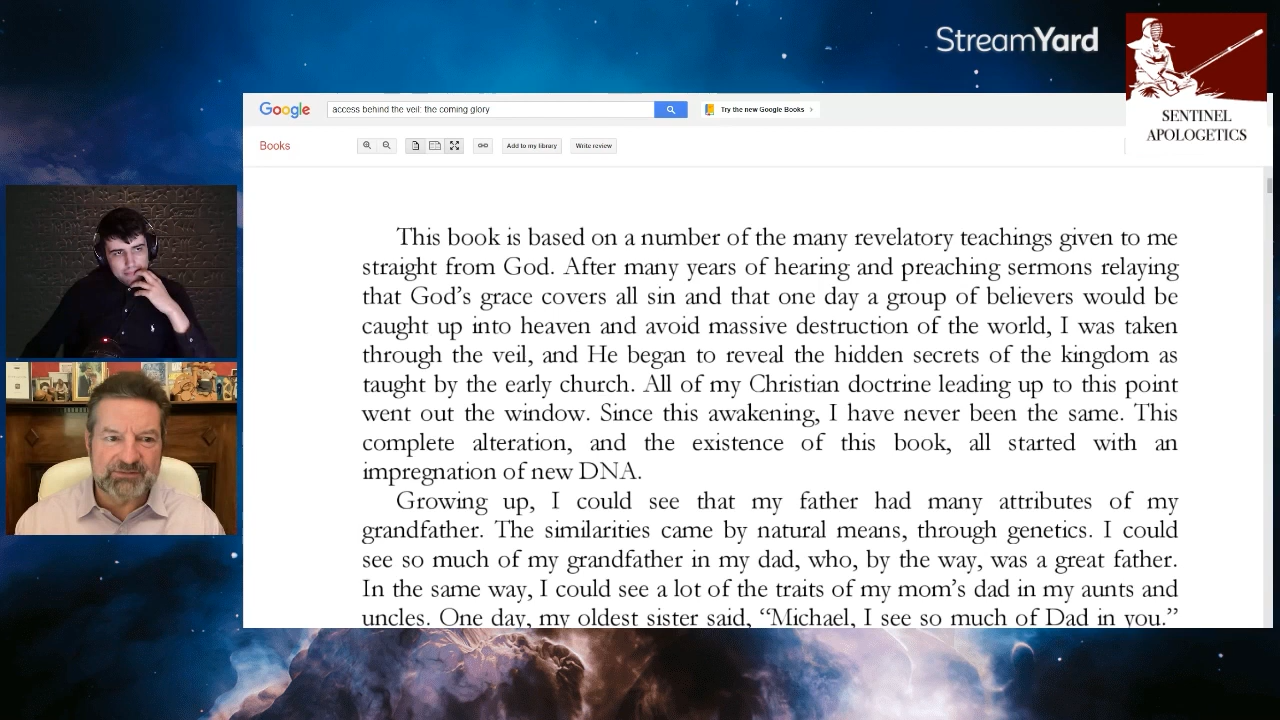 StreamYard
SENTINEL
APOLOGETICS
Google
access behind the veil: the coming glory
Try the new Google Books
Books
Add to my library
Write review
This book is based on a number of the many revelatory teachings given to me
straight from God. After many years of hearing and preaching sermons relaying
that God’s grace covers all sin and that one day a group of believers would be
caught up into heaven and avoid massive destruction of the world, I was taken
through the veil, and He began to reveal the hidden secrets of the kingdom as
taught by the early church. All of my Christian doctrine leading up to this point
went out the window. Since this awakening, I have never been the same. This
complete alteration, and the existence of this book, all started with an
impregnation of new DNA.
Growing up, I could see that my father had many attributes of my
grandfather. The similarities came by natural means, through genetics. I could
see so much of my grandfather in my dad, who, by the way, was a great father.
In the same way, I could see a lot of the traits of my mom’s dad in my aunts and
uncles. One day, my oldest sister said, “Michael, I see so much of Dad in you.”